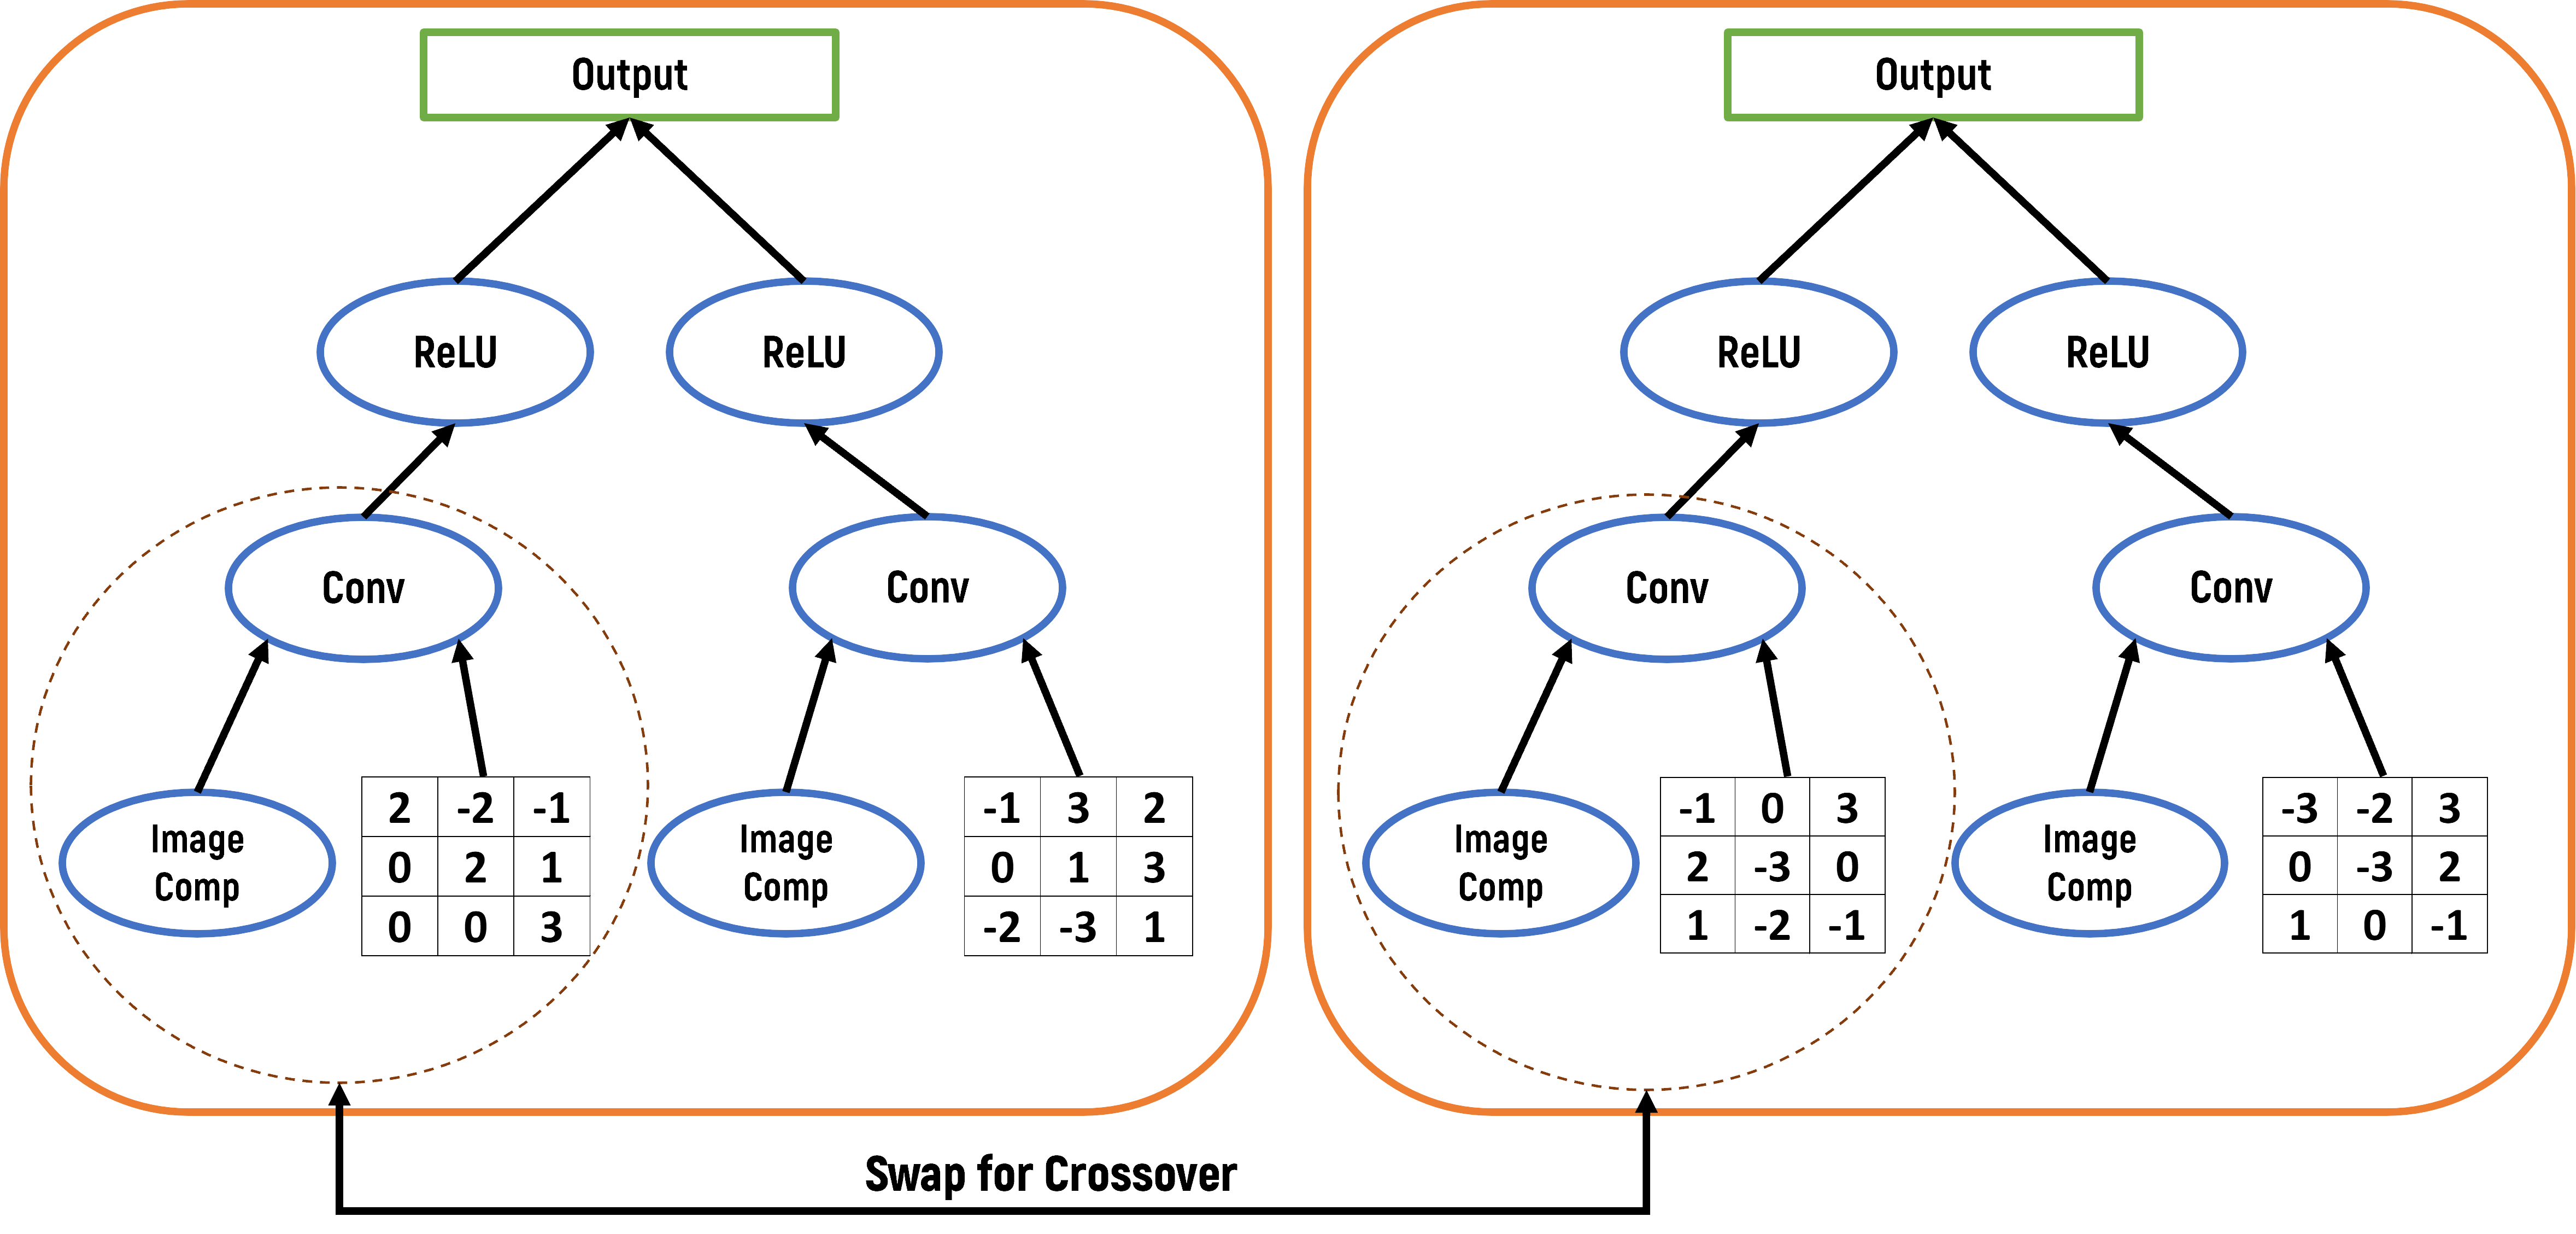 Output
Output
ReLU
ReLU
ReLU
ReLU
Conv
Conv
Conv
Conv
Image
Comp
2 -2 -1
0 2 1
0 0 3
Image
Comp
-1 3 2
0 1 3
-2 -3 1
Image
Comp
-1 0 3
2 -3 0
1 -2 -1
Image
Comp
-3 -2 3
0 -3 2
1 0 -1
Swap for Crossover